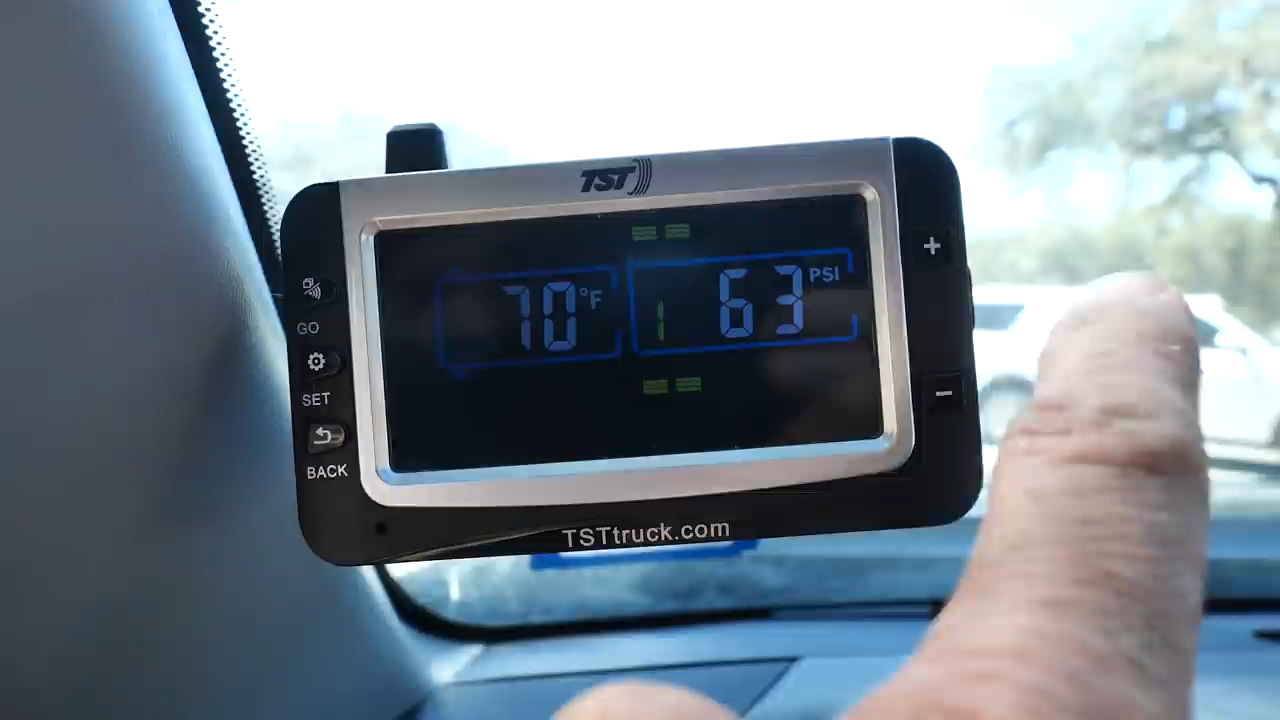 TST
70 °F
1 63 PSI
+
GO
SET
−
BACK
TSTtruck.com